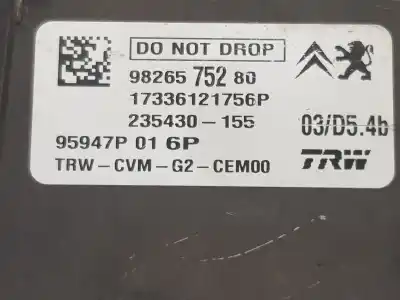 DO NOT DROP
98265 752 80
17336121756P
235430-155
03/D5.4b
95947P 01 6P
TRW-CVM-G2-CEM00
TRW